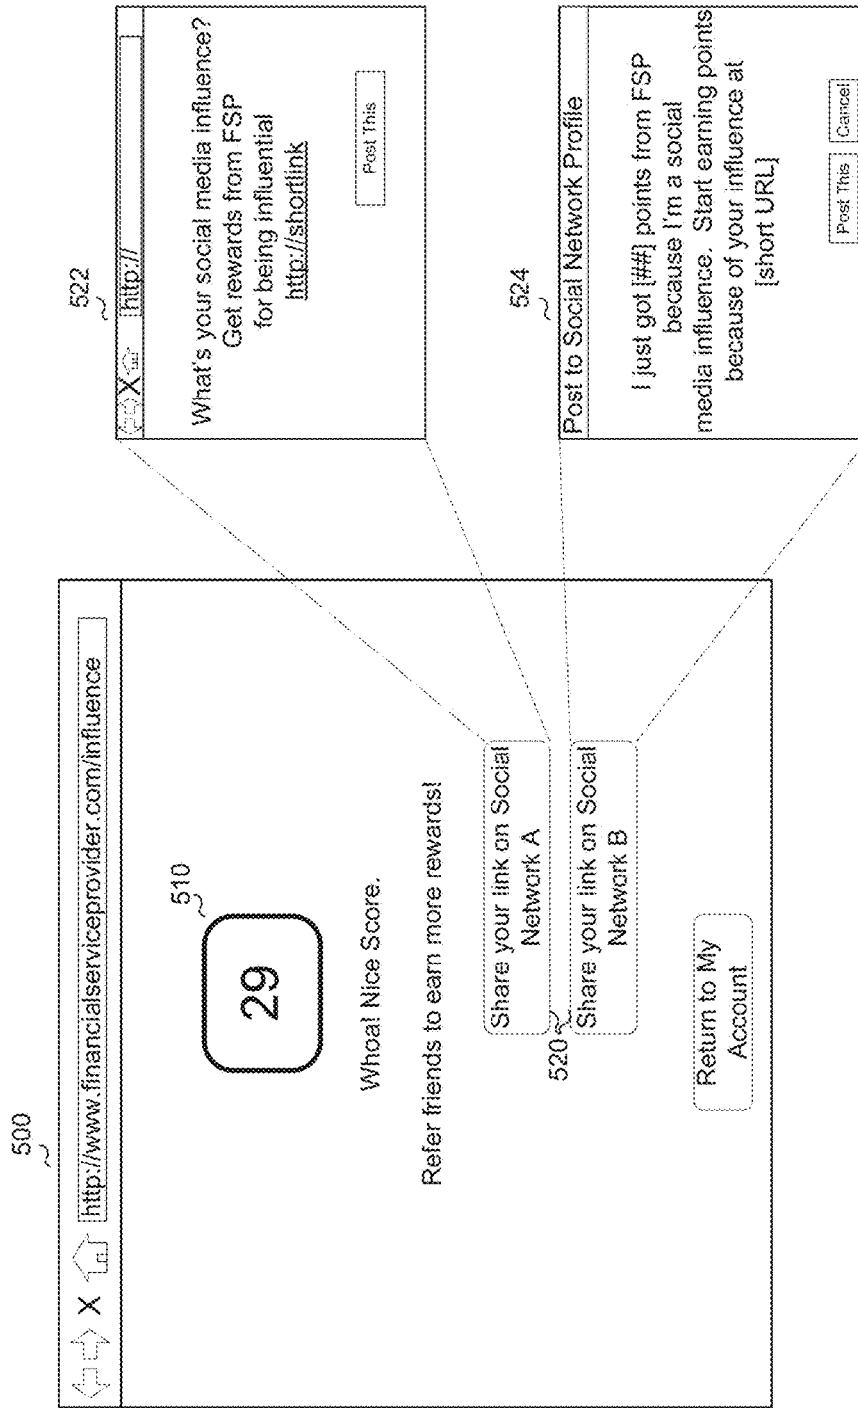 500
http://www.financialserviceprovider.com/influence
510
29
Whoa! Nice Score.
Refer friends to earn more rewards!
520
Share your link on Social
Network A
Share your link on Social
Network B
Return to My
Account
522
http://
What's your social media influence?
Get rewards from FSP
for being influential
http://shortlink
Post This
524
Post to Social Network Profile
I just got [##] points from FSP
because I'm a social
media influence. Start earning points
because of your influence at
[short URL]
Post This
Cancel